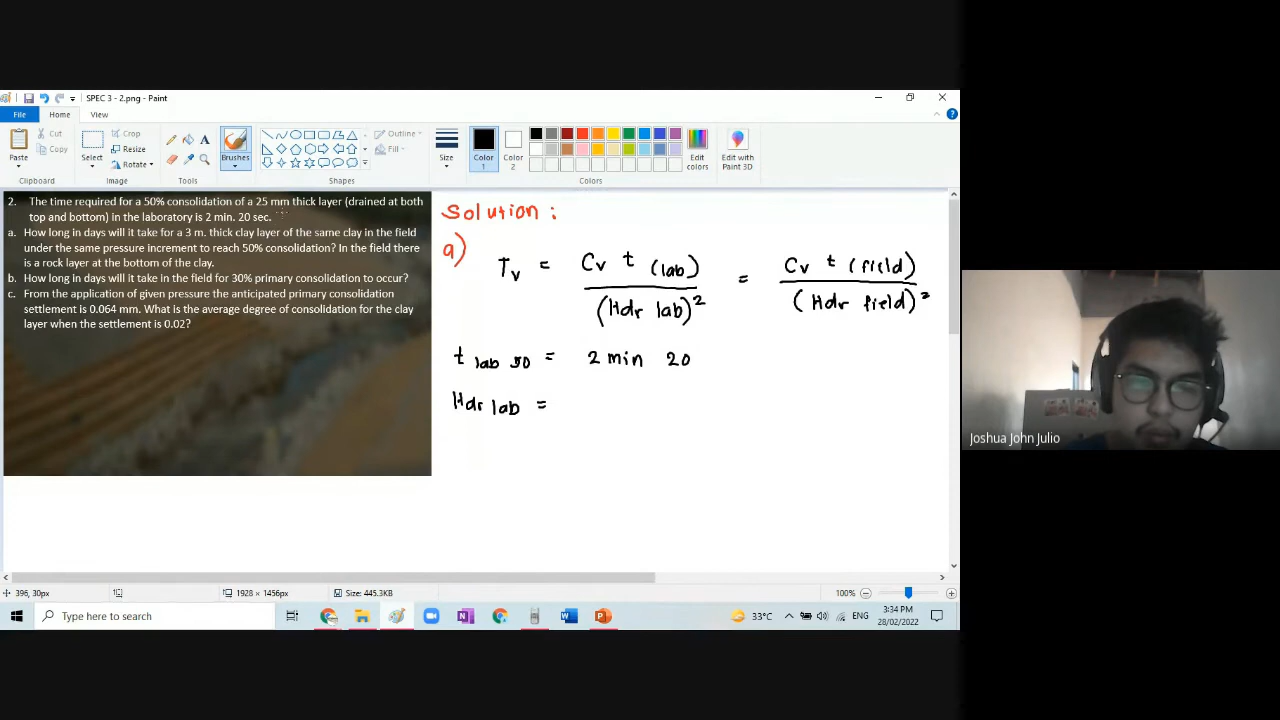 SPEC 3 - 2.png - Paint
File Home View
Paste
Cut
Copy
Clipboard
Select
Crop
Resize
Rotate
Image
Tools
Brushes
Shapes
Outline
Fill
Size
Color 1
Color 2
Colors
Edit colors
Edit with Paint 3D
2. The time required for a 50% consolidation of a 25 mm thick layer (drained at both
top and bottom) in the laboratory is 2 min. 20 sec.
a. How long in days will it take for a 3 m. thick clay layer of the same clay in the field
under the same pressure increment to reach 50% consolidation? In the field there
is a rock layer at the bottom of the clay.
b. How long in days will it take in the field for 30% primary consolidation to occur?
c. From the application of given pressure the anticipated primary consolidation
settlement is 0.064 mm. What is the average degree of consolidation for the clay
layer when the settlement is 0.02?
Solution :
a)
Tv = Cv t (lab) / (Hdr lab)² = Cv t (field) / (Hdr field)²
t lab 50 = 2 min 20
Hdr lab =
Joshua John Julio
396, 30px
1928 × 1456px
Size: 445.3KB
100%
Type here to search
33°C
ENG
3:34 PM
28/02/2022